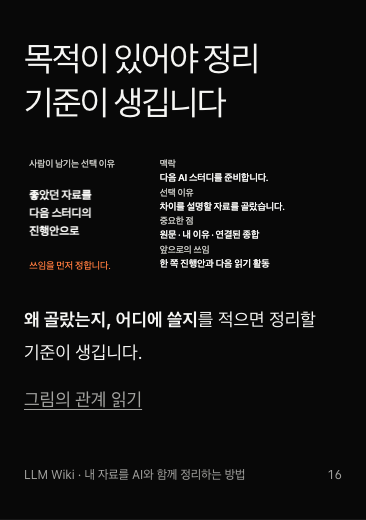 목적이 있어야 정리
기준이 생깁니다
사람이 남기는 선택 이유
좋았던 자료를
다음 스터디의
진행안으로
쓰임을 먼저 정합니다.
맥락
다음 AI 스터디를 준비합니다.
선택 이유
차이를 설명할 자료를 골랐습니다.
중요한 점
원문 · 내 이유 · 연결된 종합
앞으로의 쓰임
한 쪽 진행안과 다음 읽기 활동
왜 골랐는지, 어디에 쓸지를 적으면 정리할
기준이 생깁니다.
그림의 관계 읽기
LLM Wiki · 내 자료를 AI와 함께 정리하는 방법
16